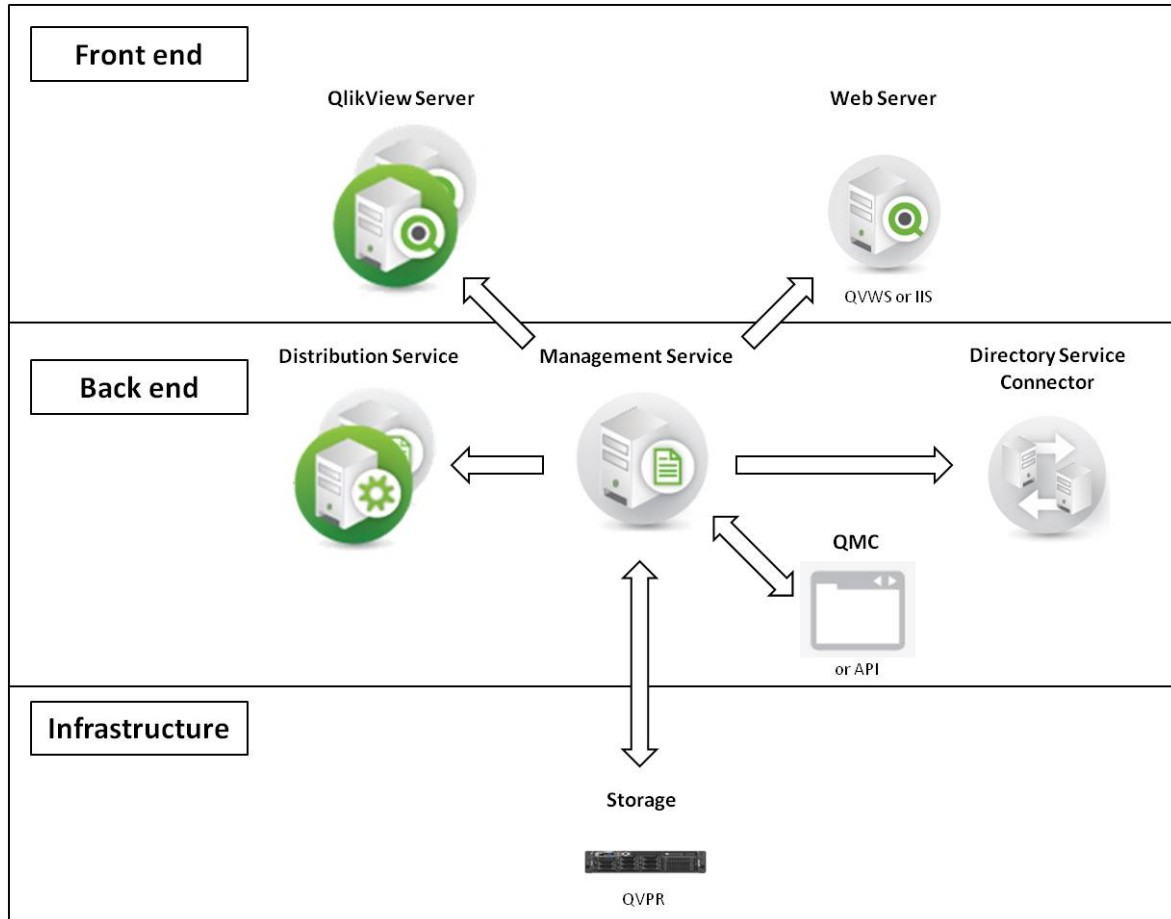 Front end
QlikView Server
Web Server
QVWS or IIS
Back end
Distribution Service
Management Service
Directory Service
Connector
QMC
or API
Infrastructure
Storage
QVPR